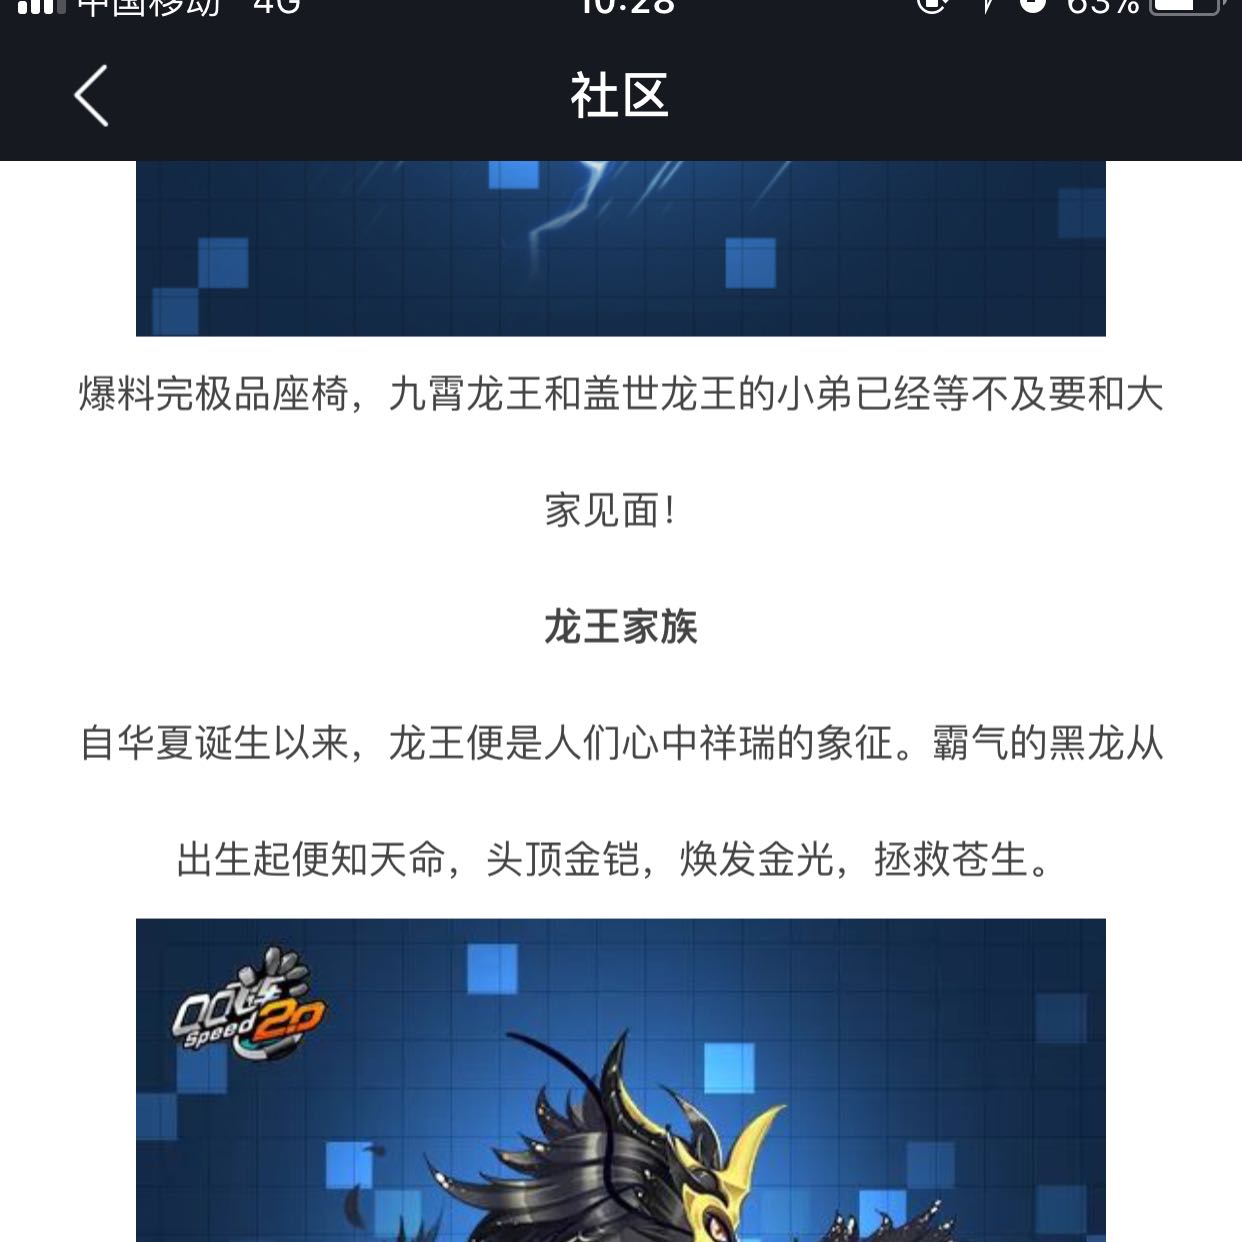 中国移动 4G 10:28 63%
社区
爆料完极品座椅，九霄龙王和盖世龙王的小弟已经等不及要和大
家见面！
龙王家族
自华夏诞生以来，龙王便是人们心中祥瑞的象征。霸气的黑龙从
出生起便知天命，头顶金铠，焕发金光，拯救苍生。
QQ飞车
Speed 2.0